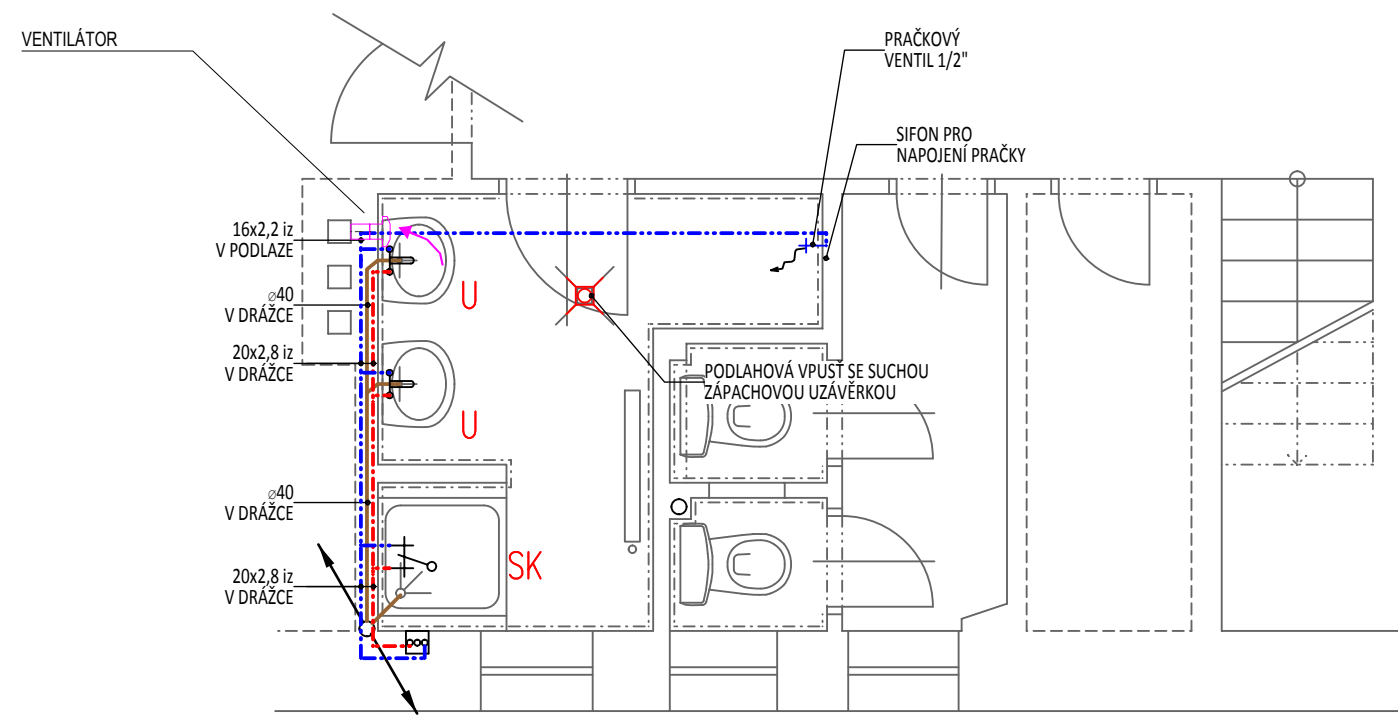 VENTILÁTOR
PRAČKOVÝ
VENTIL 1/2"
SIFON PRO
NAPOJENÍ PRAČKY
16x2,2 iz
V PODLAZE
⌀40
V DRÁŽCE
20x2,8 iz
V DRÁŽCE
U
PODLAHOVÁ VPUSŤ SE SUCHOU
ZÁPACHOVOU UZÁVĚRKOU
U
⌀40
V DRÁŽCE
SK
20x2,8 iz
V DRÁŽCE